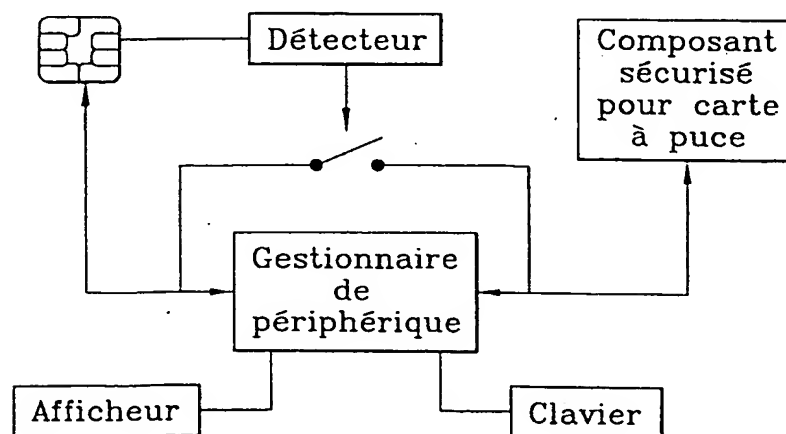 Détecteur
Composant
sécurisé
pour carte
à puce
Gestionnaire
de
périphérique
Afficheur
Clavier